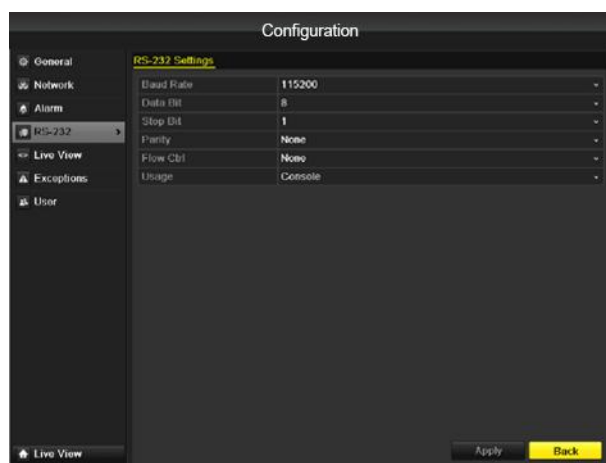 Configuration
General
Network
Alarm
RS-232
Live View
Exceptions
User
RS-232 Settings
Baud Rate 115200
Data Bit 8
Stop Bit 1
Parity None
Flow Ctrl None
Usage Console
Live View
Apply Back